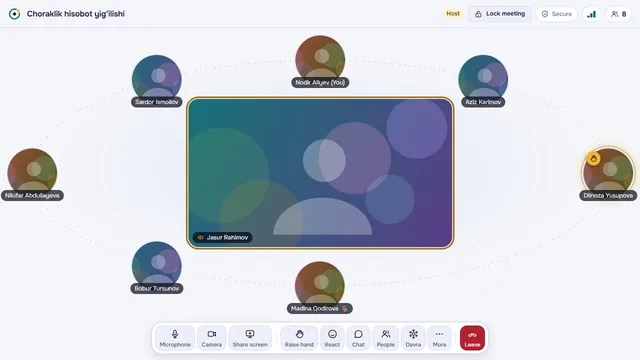 Choraklik hisobot yig'ilishi
Host
Lock meeting
Secure
8
Nodir Aliyev (You)
Sardor Ismoilov
Aziz Karimov
Nilufar Abdullayeva
Dilnoza Yusupova
Jasur Rahimov
Bobur Tursunov
Madina Qodirova
Microphone
Camera
Share screen
Raise hand
React
Chat
People
Davra
More
Leave